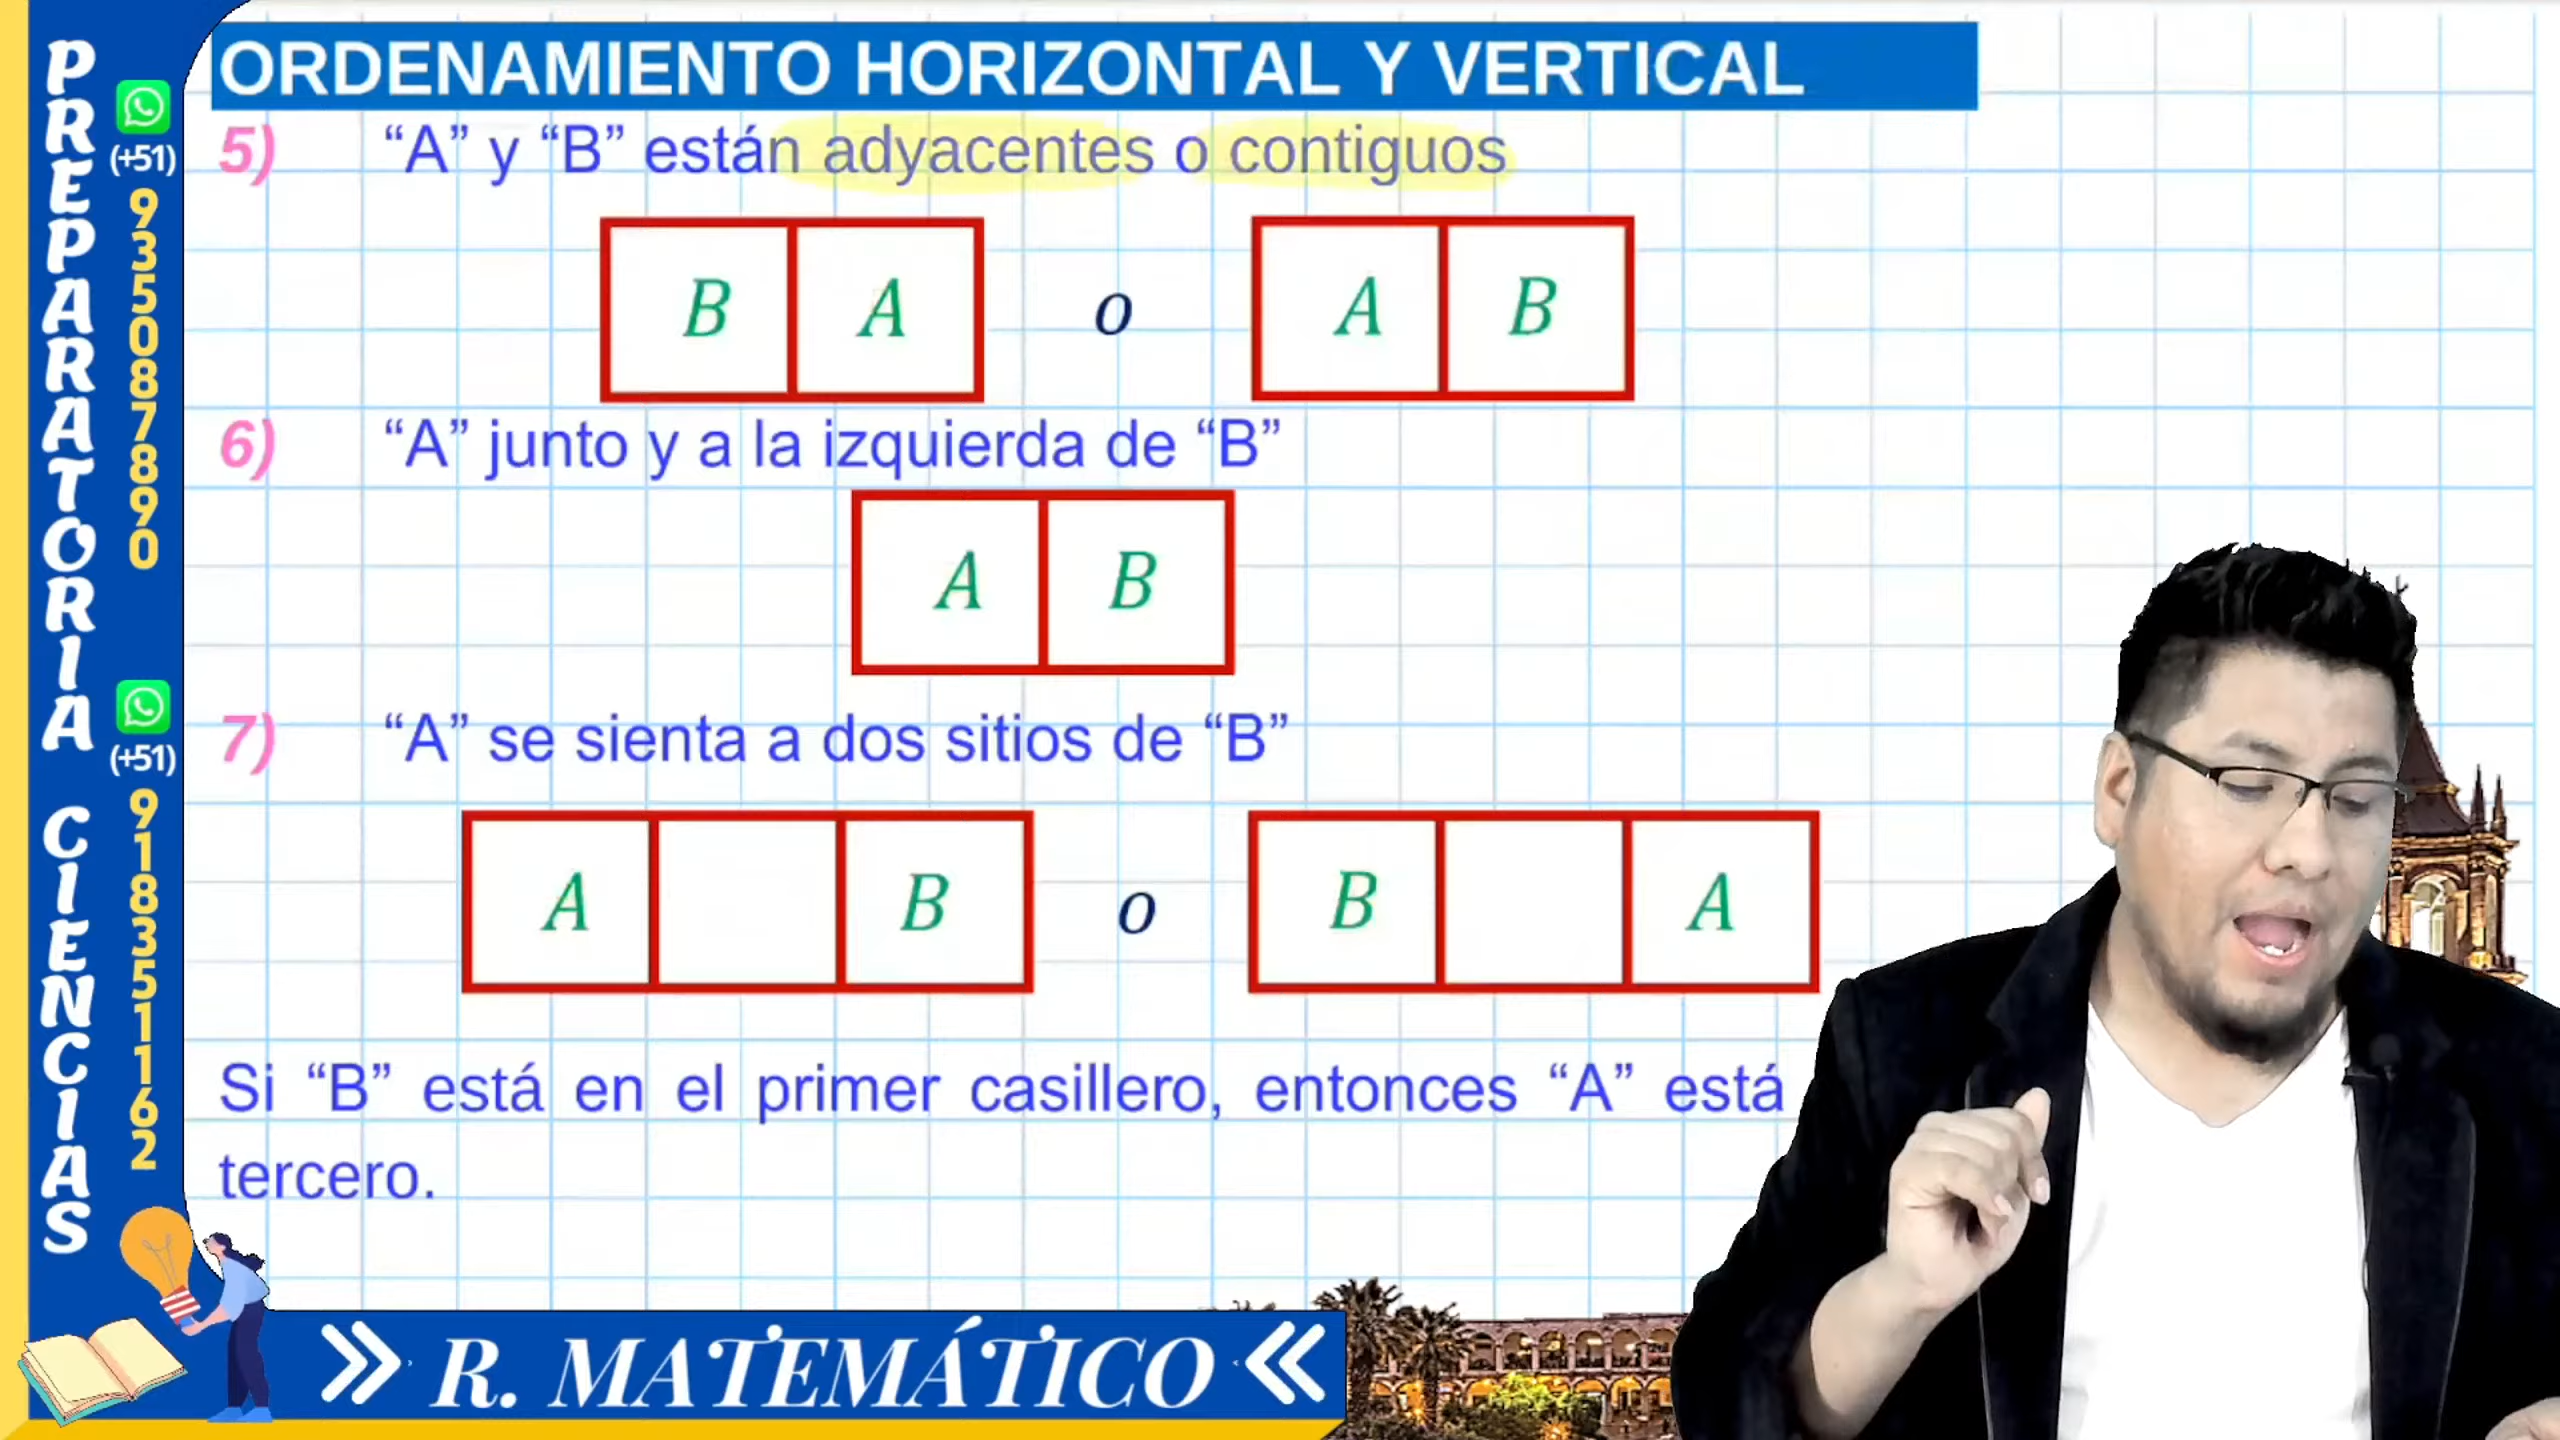 ORDENAMIENTO HORIZONTAL Y VERTICAL
5) “A” y “B” están adyacentes o contiguos
B A o A B
6) “A” junto y a la izquierda de “B”
A B
7) “A” se sienta a dos sitios de “B”
A B o B A
Si “B” está en el primer casillero, entonces “A” está
tercero.
PREPARATORIA CIENCIAS
(+51)
935087890
(+51)
918351162
R. MATEMÁTICO